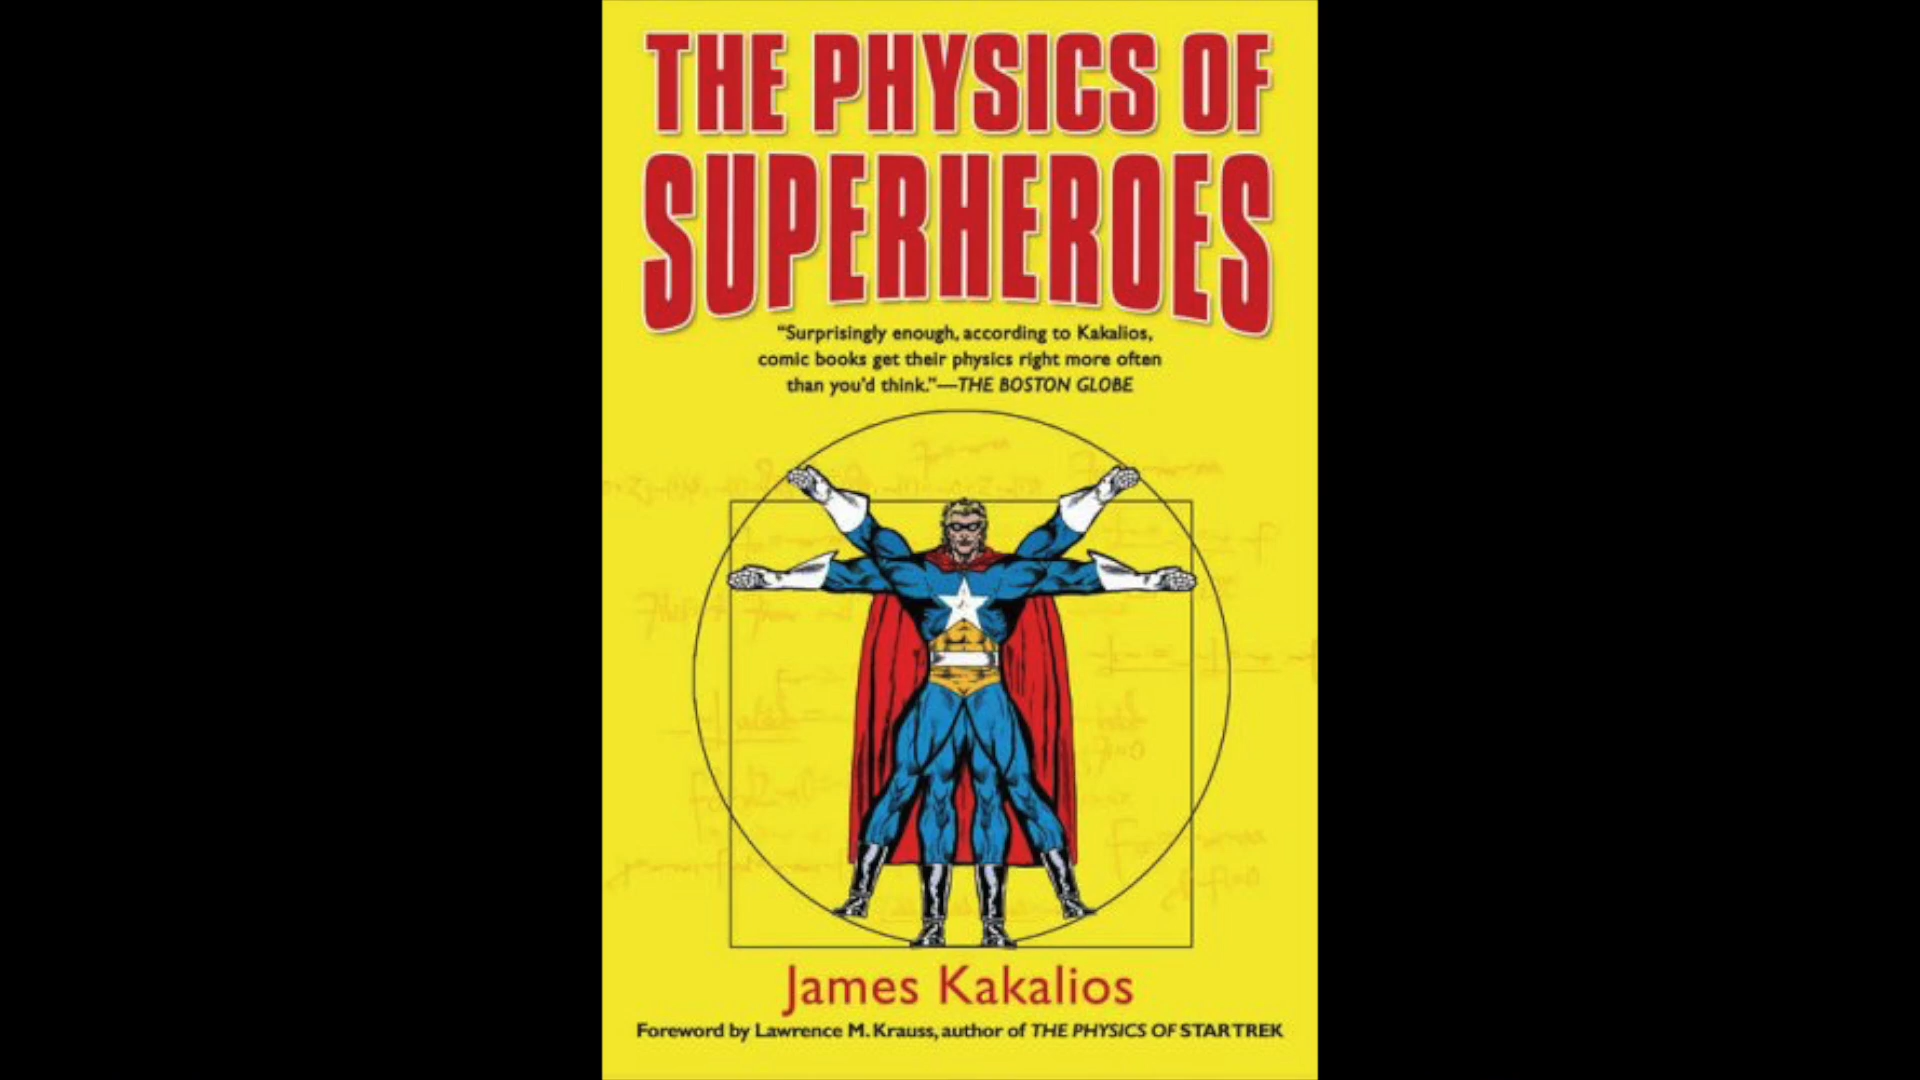 THE PHYSICS OF
SUPERHEROES
“Surprisingly enough, according to Kakalios,
comic books get their physics right more often
than you'd think.”—THE BOSTON GLOBE
James Kakalios
Foreword by Lawrence M. Krauss, author of THE PHYSICS OF STAR TREK